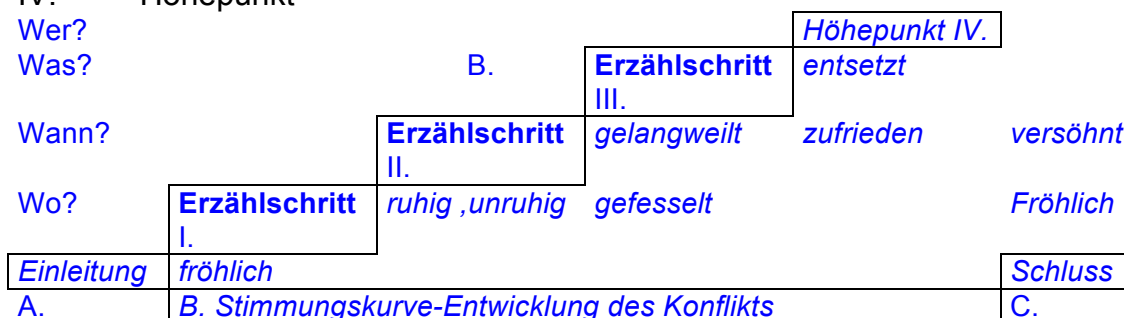 IV. Höhepunkt
Wer? Höhepunkt IV.
Was? B. Erzählschritt entsetzt
III.
Wann? Erzählschritt gelangweilt zufrieden versöhnt
II.
Wo? Erzählschritt ruhig ,unruhig gefesselt Fröhlich
I.
Einleitung fröhlich Schluss
A. B. Stimmungskurve-Entwicklung des Konflikts C.